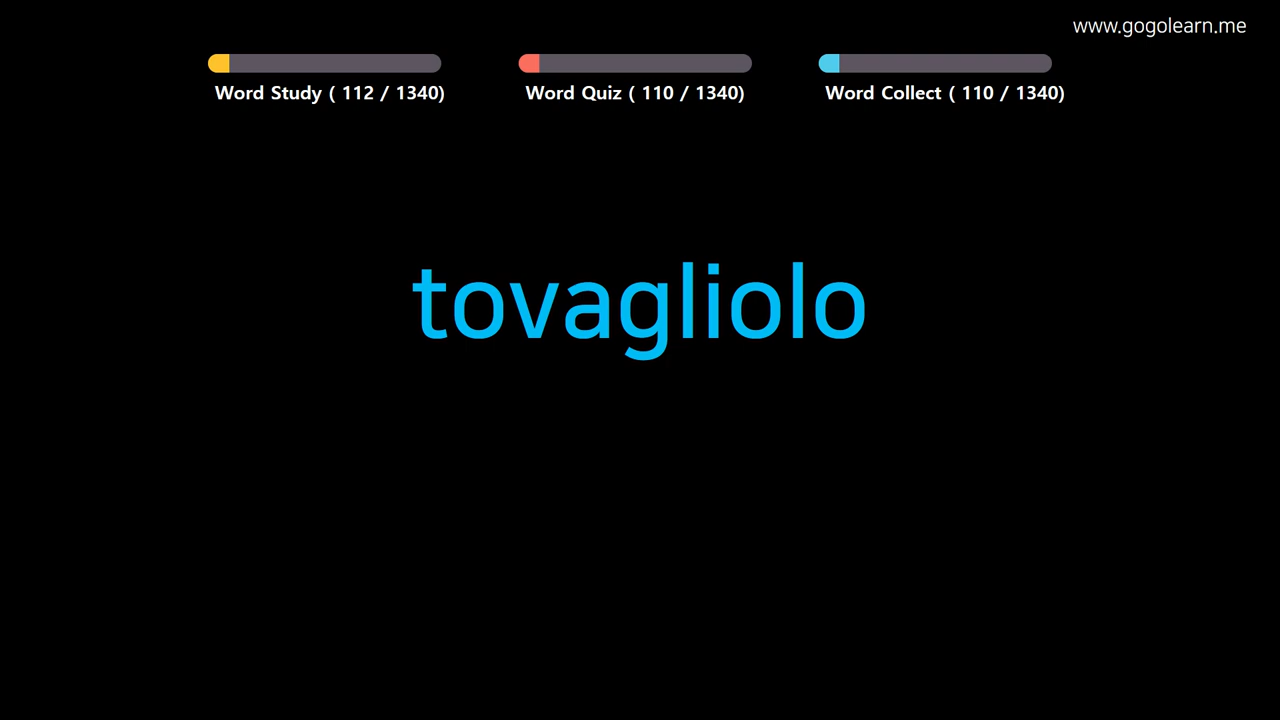 www.gogolearn.me
Word Study ( 112 / 1340)
Word Quiz ( 110 / 1340)
Word Collect ( 110 / 1340)
tovagliolo